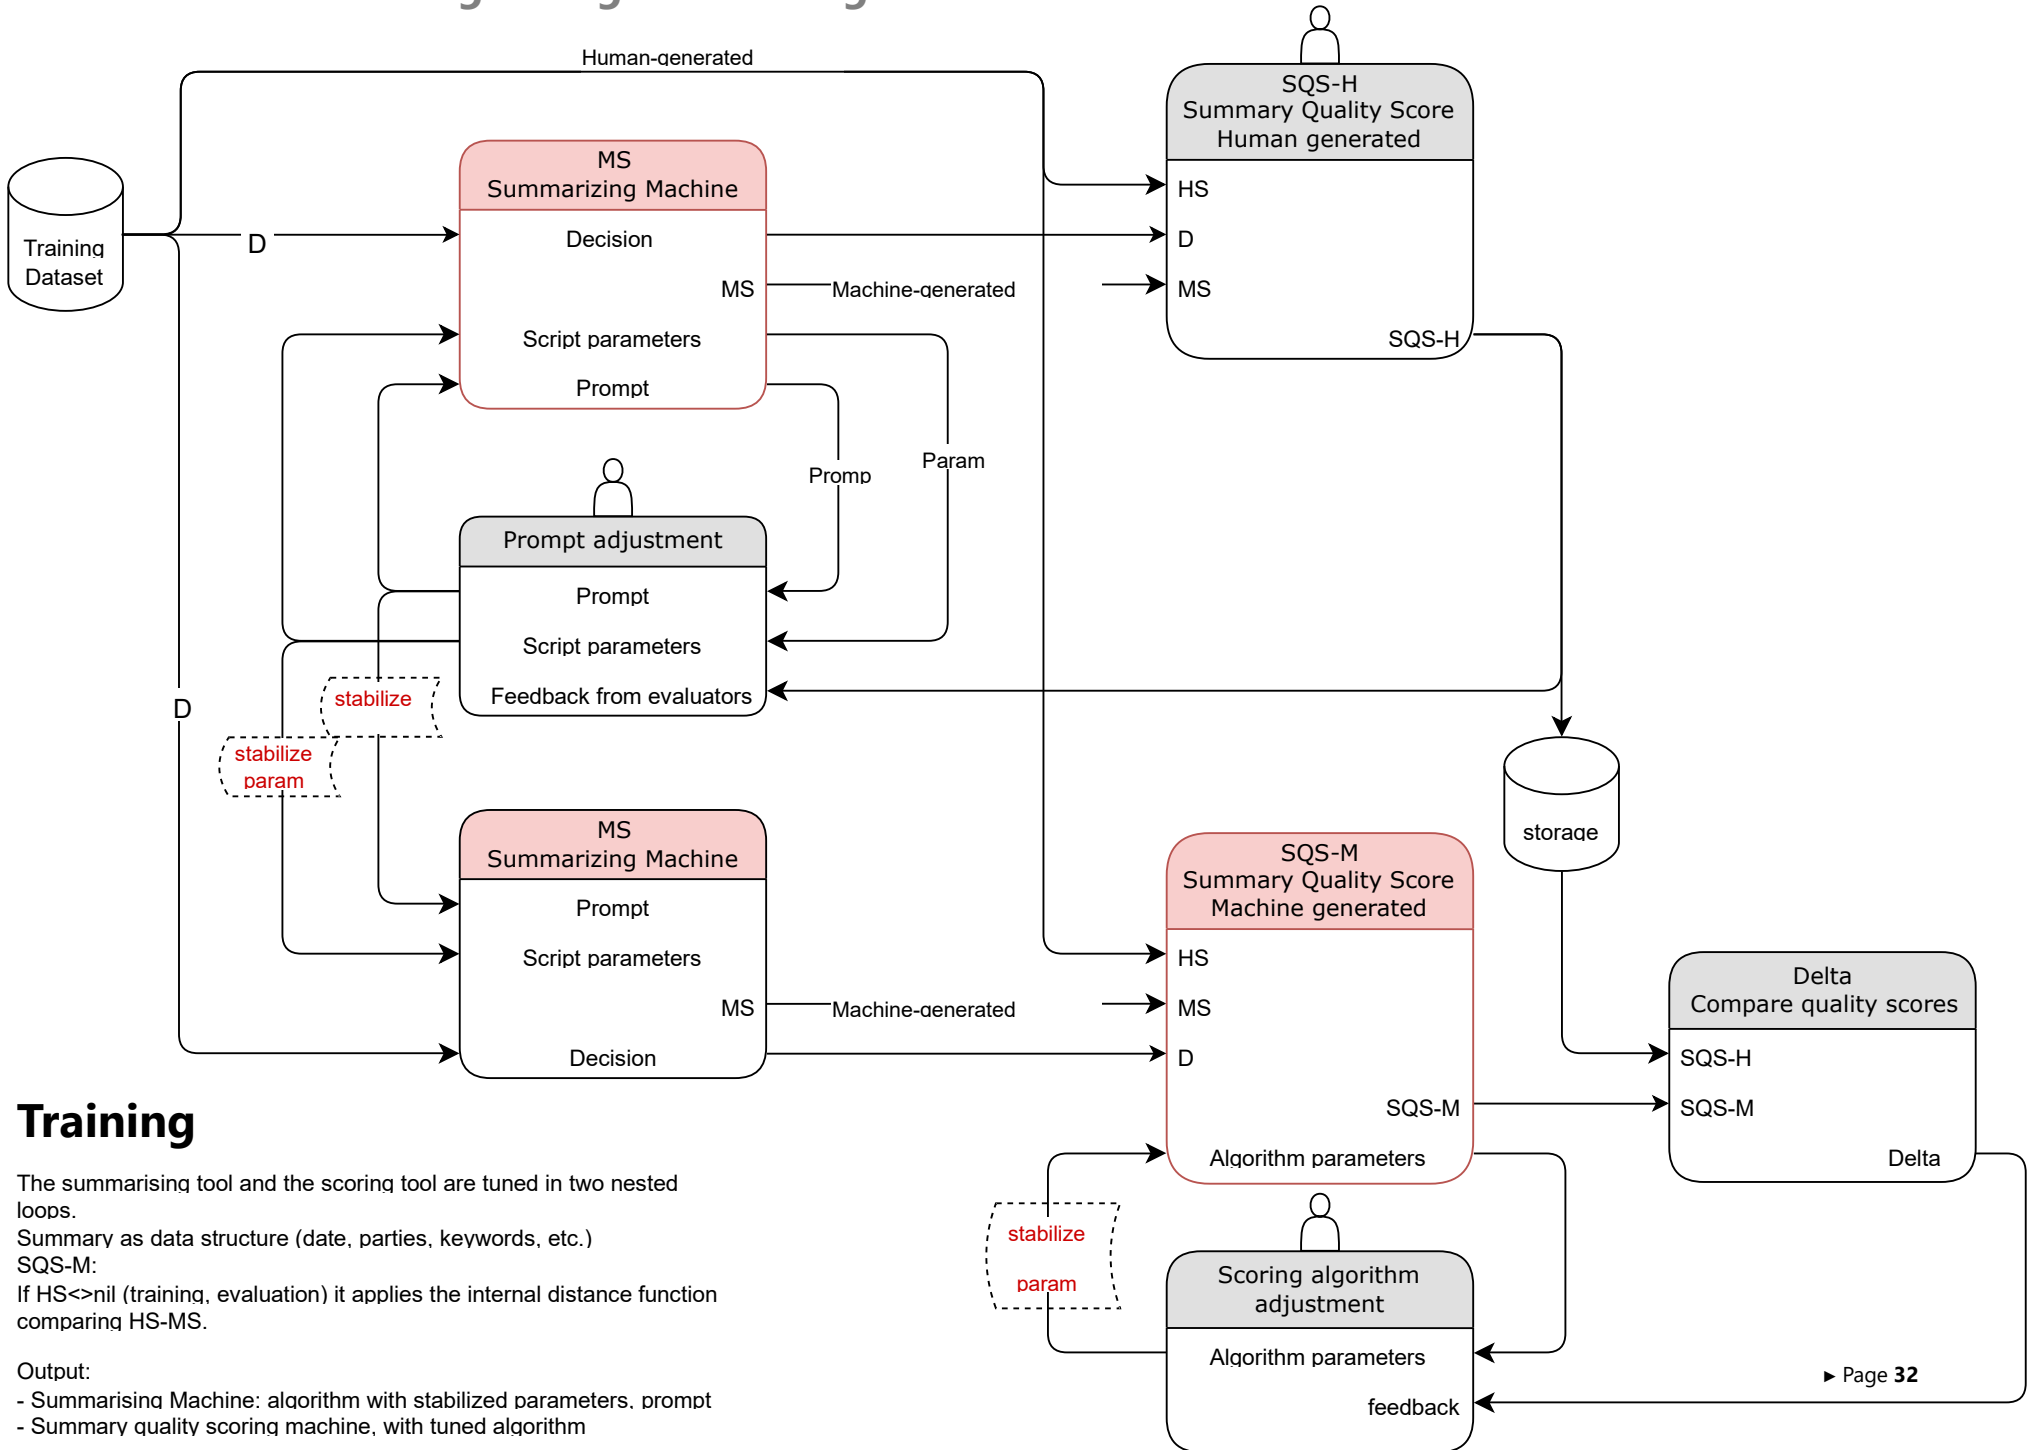 Human-generated
SQS-H
Summary Quality Score
Human generated
HS
D
MS
SQS-H
MS
Summarizing Machine
Decision
MS
Script parameters
Prompt
Training
Dataset
D
Machine-generated
Promp
Param
Prompt adjustment
Prompt
Script parameters
Feedback from evaluators
D
stabilize
stabilize
param
storage
MS
Summarizing Machine
Prompt
Script parameters
MS
Decision
Machine-generated
SQS-M
Summary Quality Score
Machine generated
HS
MS
D
SQS-M
Algorithm parameters
Delta
Compare quality scores
SQS-H
SQS-M
Delta
stabilize
param
Scoring algorithm
adjustment
Algorithm parameters
feedback
Training
The summarising tool and the scoring tool are tuned in two nested
loops.
Summary as data structure (date, parties, keywords, etc.)
SQS-M:
If HS<>nil (training, evaluation) it applies the internal distance function
comparing HS-MS.
Output:
- Summarising Machine: algorithm with stabilized parameters, prompt
- Summary quality scoring machine, with tuned algorithm
► Page 32